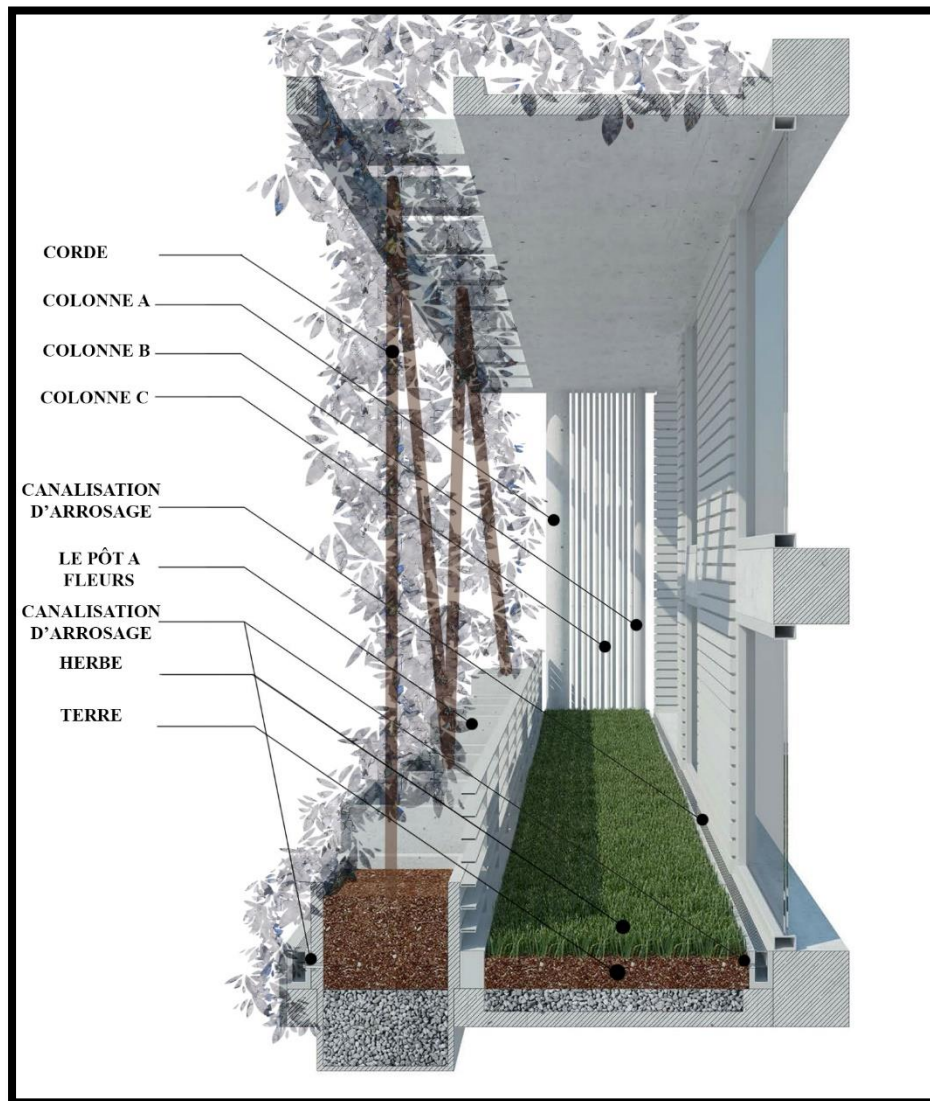 CORDE
COLONNE A
COLONNE B
COLONNE C
CANALISATION
D'ARROSAGE
LE PÔT A
FLEURS
CANALISATION
D'ARROSAGE
HERBE
TERRE